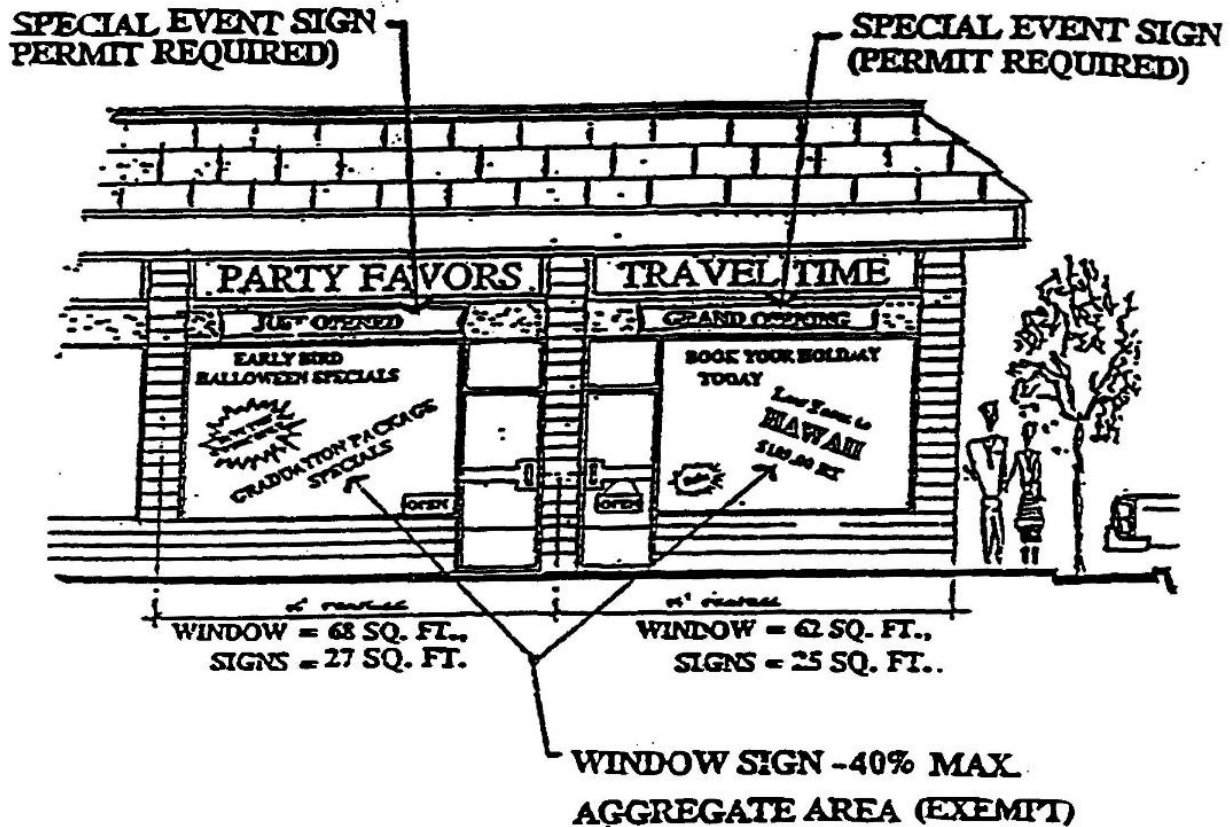 SPECIAL EVENT SIGN
PERMIT REQUIRED)
SPECIAL EVENT SIGN
(PERMIT REQUIRED)
PARTY FAVORS
TRAVEL TIME
JUST OPENED
GRAND OPENING
EARLY BIRD
HALLOWEEN SPECIALS
GRADUATION PACKAGE
SPECIALS
OPEN
BOOK YOUR HOLIDAY
TODAY
to
HAWAII
OPEN
WINDOW = 68 SQ. FT.,
SIGNS = 27 SQ. FT.
WINDOW = 62 SQ. FT.,
SIGNS = 25 SQ. FT..
WINDOW SIGN -40% MAX.
AGGREGATE AREA (EXEMPT)